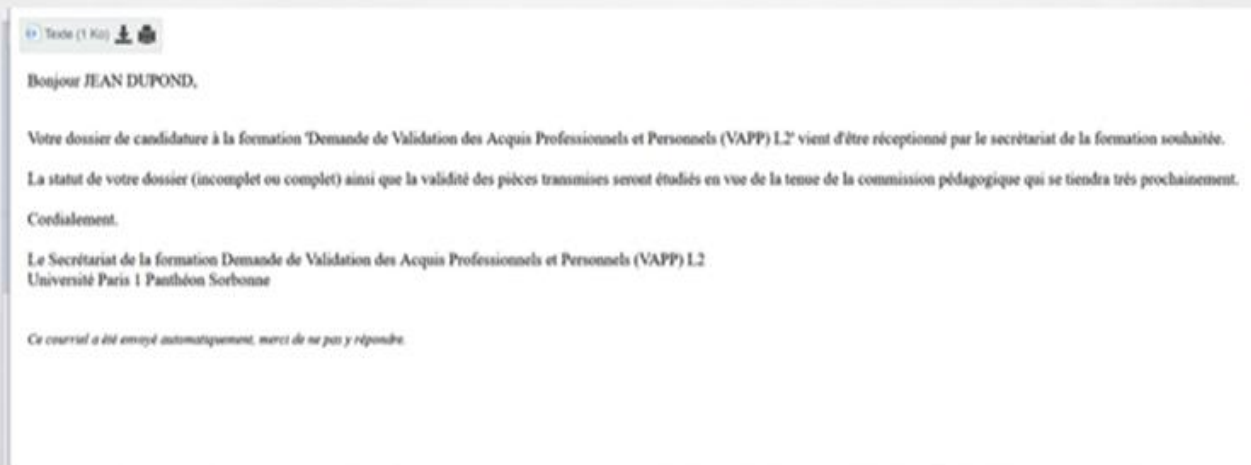 Texte (1 Ko)
Bonjour JEAN DUPOND,
Votre dossier de candidature à la formation 'Demande de Validation des Acquis Professionnels et Personnels (VAPP) L2' vient d'être réceptionné par le secrétariat de la formation souhaitée.
La statut de votre dossier (incomplet ou complet) ainsi que la validité des pièces transmises seront étudiés en vue de la tenue de la commission pédagogique qui se tiendra très prochainement.
Cordialement.
Le Secrétariat de la formation Demande de Validation des Acquis Professionnels et Personnels (VAPP) L2
Université Paris 1 Panthéon Sorbonne
Ce courriel a été envoyé automatiquement, merci de ne pas y répondre.